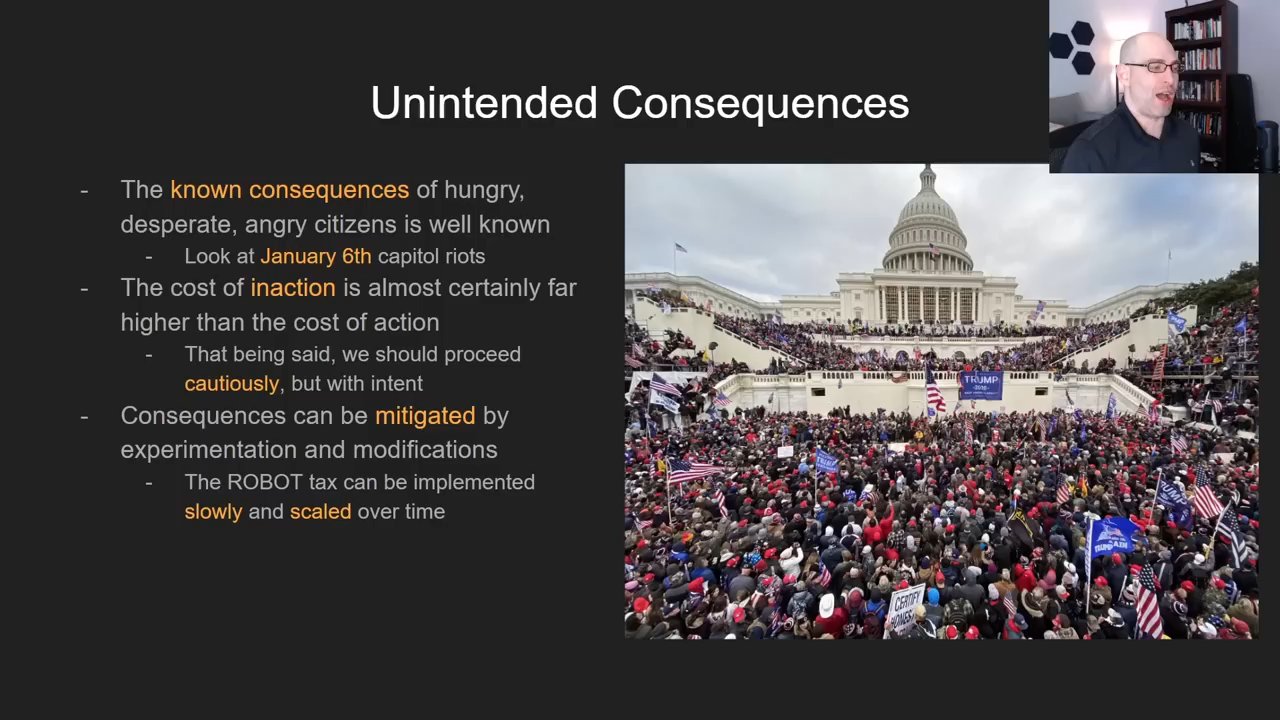 Unintended Consequences
- The known consequences of hungry,
desperate, angry citizens is well known
- Look at January 6th capitol riots
- The cost of inaction is almost certainly far
higher than the cost of action
- That being said, we should proceed
cautiously, but with intent
- Consequences can be mitigated by
experimentation and modifications
- The ROBOT tax can be implemented
slowly and scaled over time
TRUMP
TRUMP
CERTIFY